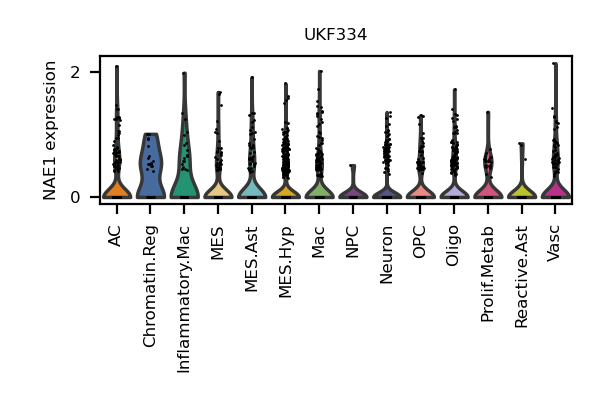 UKF334
NAE1 expression
2
0
AC
Chromatin.Reg
Inflammatory.Mac
MES
MES.Ast
MES.Hyp
Mac
NPC
Neuron
OPC
Oligo
Prolif.Metab
Reactive.Ast
Vasc